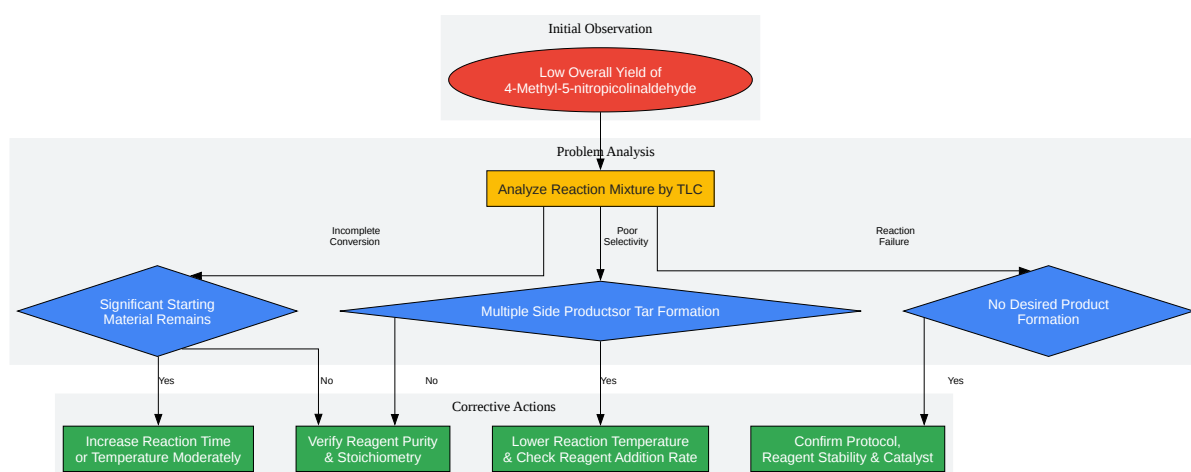 Initial Observation
Low Overall Yield of
4-Methyl-5-nitropicolinaldehyde
Problem Analysis
Analyze Reaction Mixture by TLC
Incomplete
Conversion
Poor
Selectivity
Reaction
Failure
Significant Starting
Material Remains
Multiple Side Productsor Tar Formation
No Desired Product
Formation
Yes
No
No
Yes
Yes
Corrective Actions
Increase Reaction Time
or Temperature Moderately
Verify Reagent Purity
& Stoichiometry
Lower Reaction Temperature
& Check Reagent Addition Rate
Confirm Protocol,
Reagent Stability & Catalyst